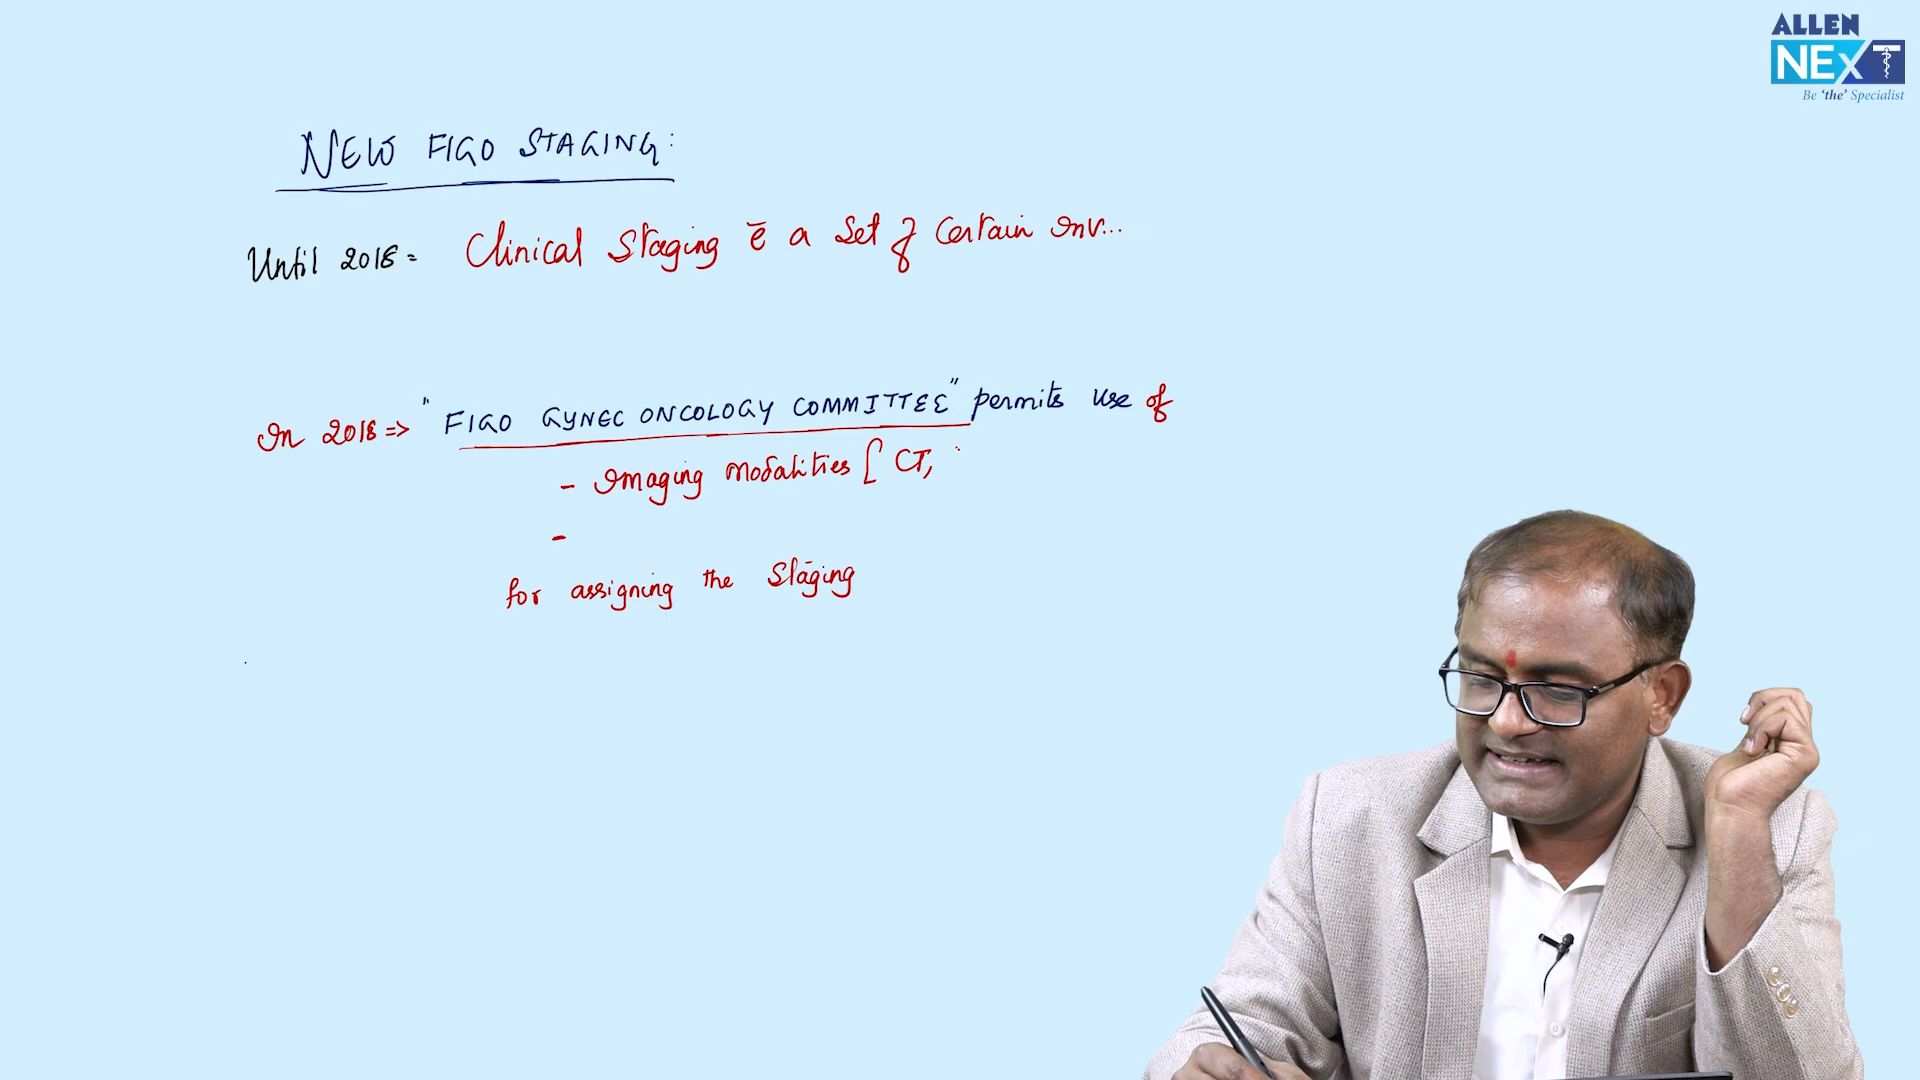 ALLEN
NEXT
Be 'the' Specialist
NEW FIGO STAGING:
Until 2018 = Clinical Staging c̄ a Set of Certain Inv...
In 2018 => "FIGO GYNEC ONCOLOGY COMMITTEE" permits use of
- Imaging modalities [ CT,
-
for assigning the Staging